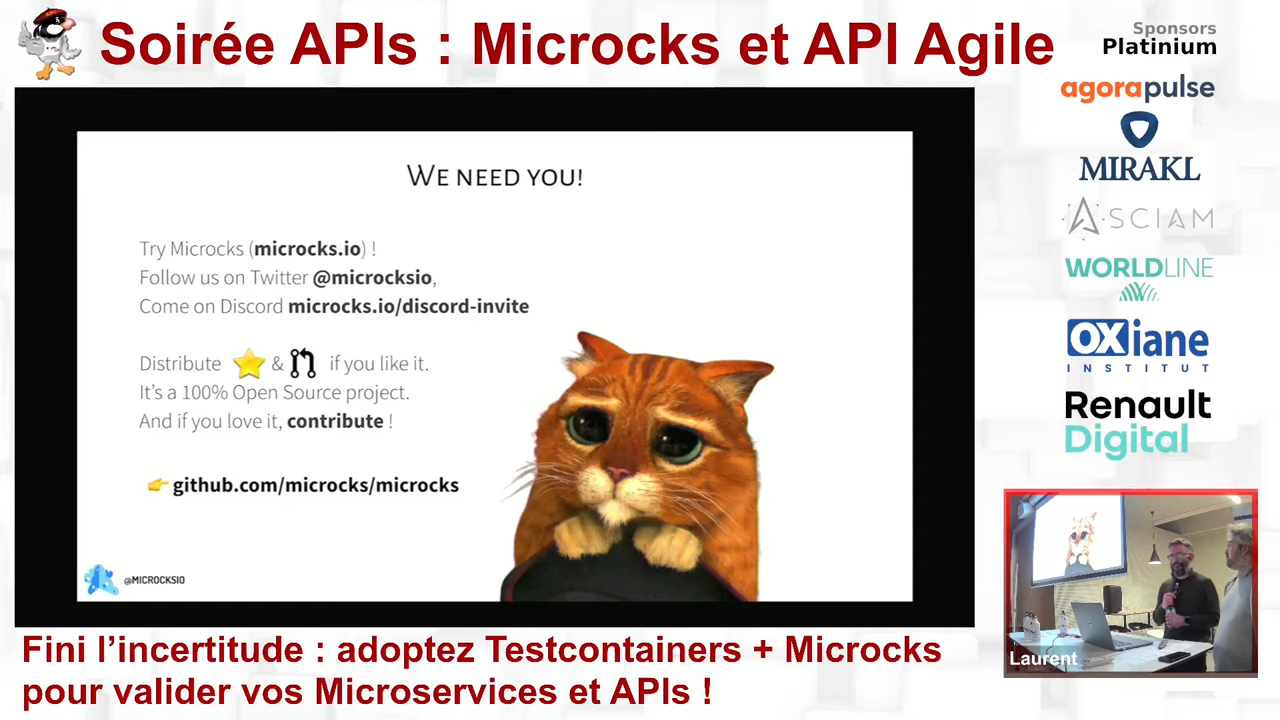 Soirée APIs : Microcks et API Agile
Sponsors
Platinium
agorapulse
MIRAKL
ASCIAM
WORLDLINE
OXiane
INSTITUT
Renault
Digital
WE NEED YOU!
Try Microcks (microcks.io) !
Follow us on Twitter @microcksio,
Come on Discord microcks.io/discord-invite
Distribute & if you like it.
It’s a 100% Open Source project.
And if you love it, contribute !
github.com/microcks/microcks
@MICROCKSIO
Laurent
Fini l’incertitude : adoptez Testcontainers + Microcks
pour valider vos Microservices et APIs !